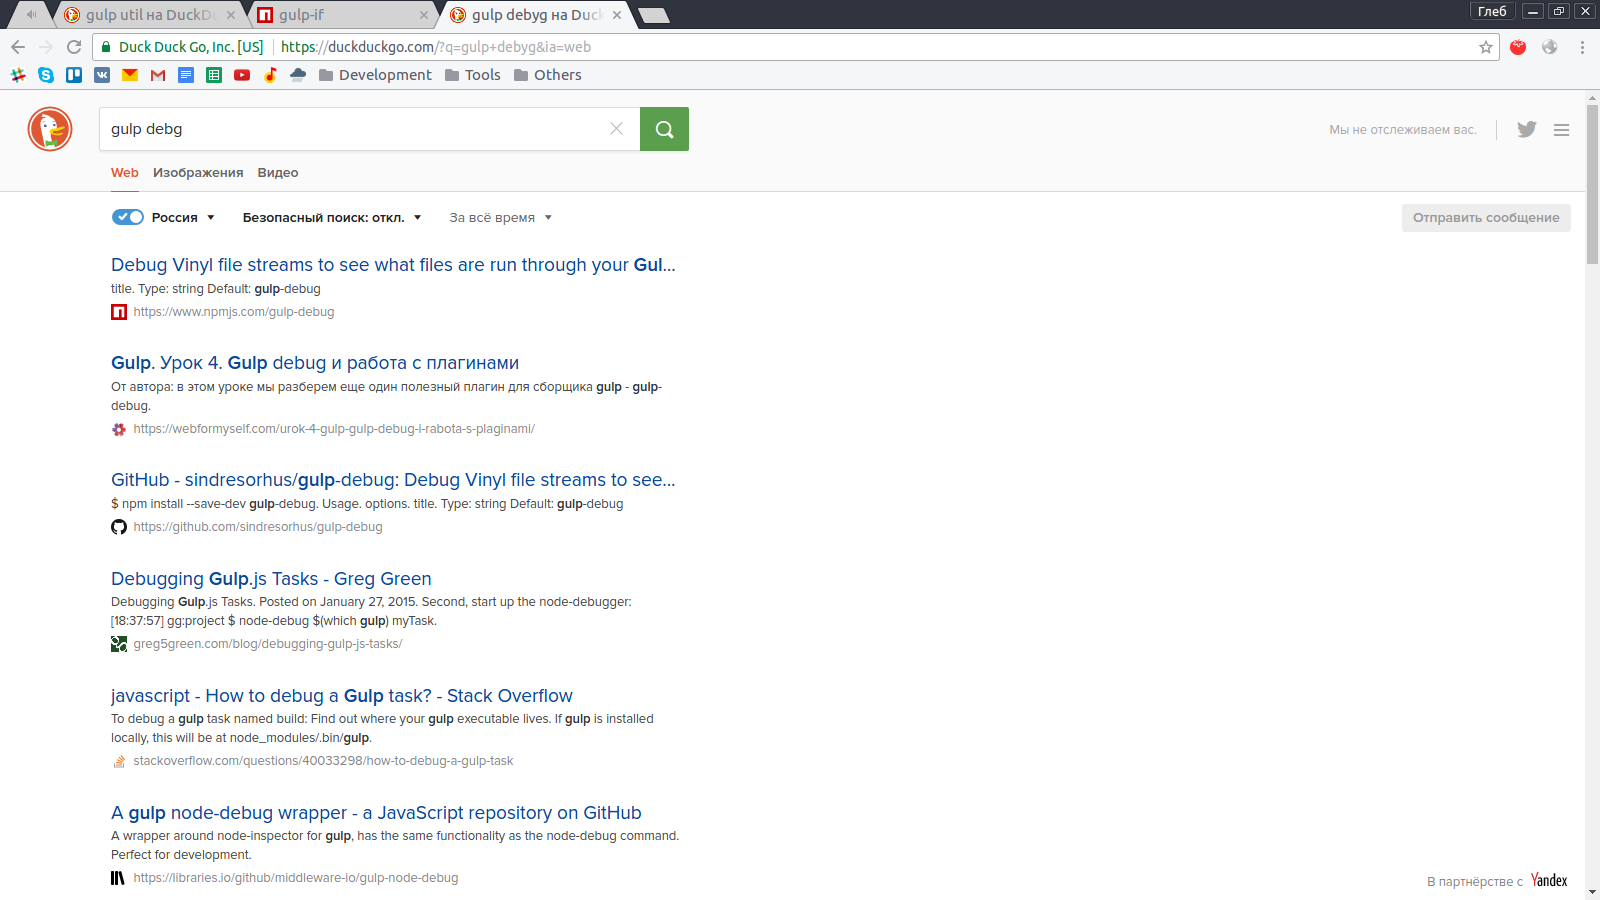 gulp util на DuckDu
gulp-if
gulp debyg на Duck
Глеб
Duck Duck Go, Inc. [US]
https://duckduckgo.com/?q=gulp+debyg&ia=web
Development
Tools
Others
gulp debg
Мы не отслеживаем вас.
Web
Изображения
Видео
Россия
Безопасный поиск: откл.
За всё время
Отправить сообщение
Debug Vinyl file streams to see what files are run through your Gul...
title. Type: string Default: gulp-debug
https://www.npmjs.com/gulp-debug
Gulp. Урок 4. Gulp debug и работа с плагинами
От автора: в этом уроке мы разберем еще один полезный плагин для сборщика gulp - gulp-
debug.
https://webformyself.com/urok-4-gulp-gulp-debug-i-rabota-s-plaginami/
GitHub - sindresorhus/gulp-debug: Debug Vinyl file streams to see...
$ npm install --save-dev gulp-debug. Usage. options. title. Type: string Default: gulp-debug
https://github.com/sindresorhus/gulp-debug
Debugging Gulp.js Tasks - Greg Green
Debugging Gulp.js Tasks. Posted on January 27, 2015. Second, start up the node-debugger:
[18:37:57] gg:project $ node-debug $(which gulp) myTask.
greg5green.com/blog/debugging-gulp-js-tasks/
javascript - How to debug a Gulp task? - Stack Overflow
To debug a gulp task named build: Find out where your gulp executable lives. If gulp is installed
locally, this will be at node_modules/.bin/gulp.
stackoverflow.com/questions/40033298/how-to-debug-a-gulp-task
A gulp node-debug wrapper - a JavaScript repository on GitHub
A wrapper around node-inspector for gulp, has the same functionality as the node-debug command.
Perfect for development.
https://libraries.io/github/middleware-io/gulp-node-debug
В партнёрстве с Yandex